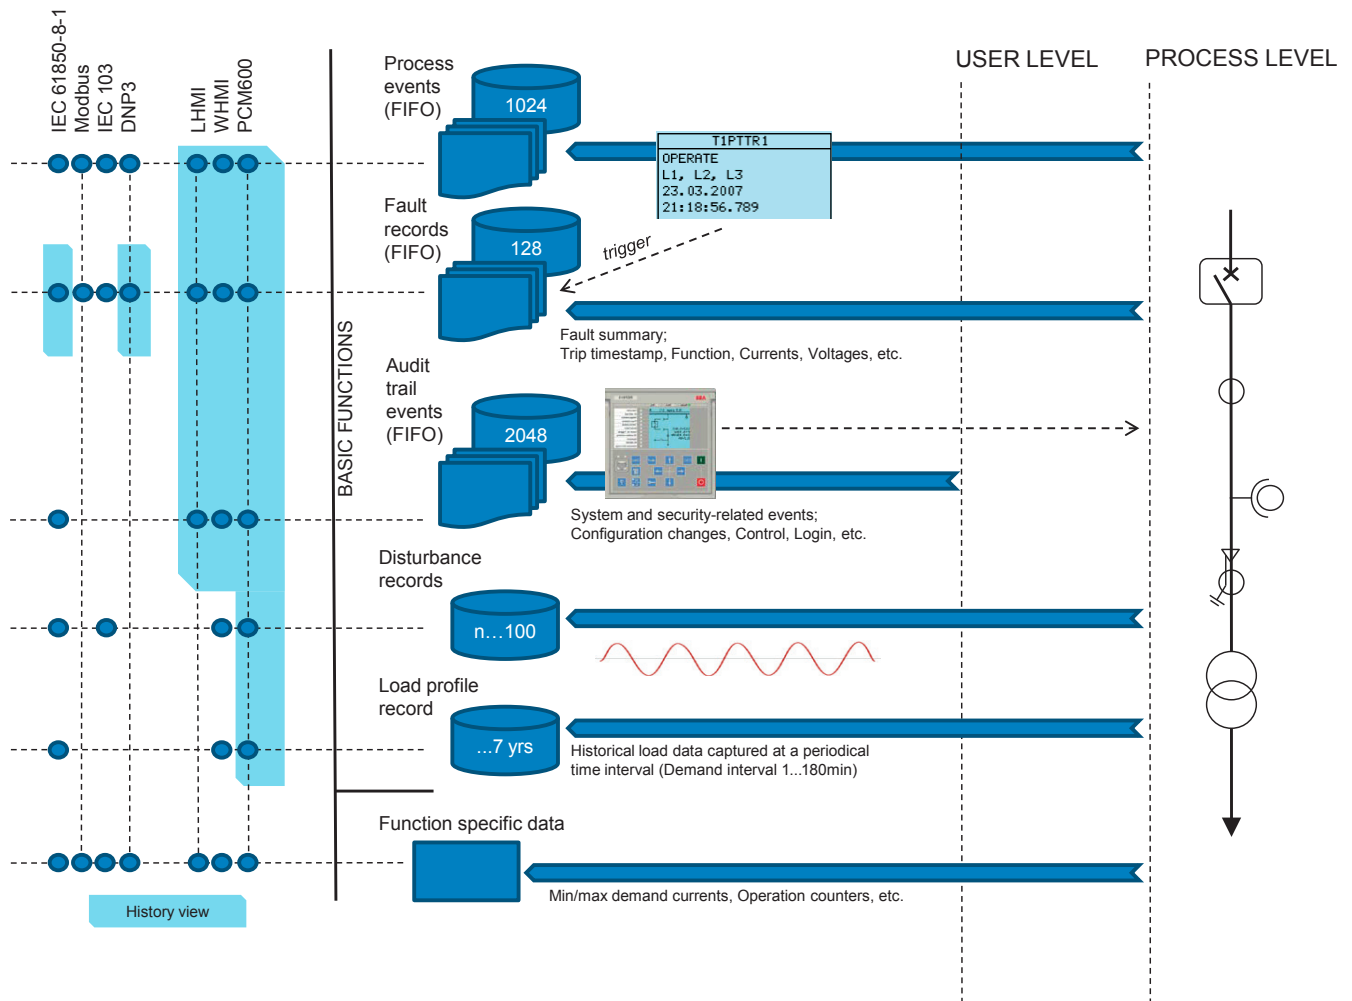 IEC 61850-8-1
Modbus
IEC 103
DNP3
LHMI
WHMI
PCM600
USER LEVEL
PROCESS LEVEL
Process
events
(FIFO)
1024
T1PTTR1
OPERATE
L1, L2, L3
23.03.2007
21:18:56.789
Fault
records
(FIFO)
128
trigger
Fault summary;
Trip timestamp, Function, Currents, Voltages, etc.
BASIC FUNCTIONS
Audit
trail
events
(FIFO)
2048
ABB
System and security-related events;
Configuration changes, Control, Login, etc.
Disturbance
records
n...100
Load profile
record
...7 yrs
Historical load data captured at a periodical
time interval (Demand interval 1...180min)
Function specific data
Min/max demand currents, Operation counters, etc.
History view